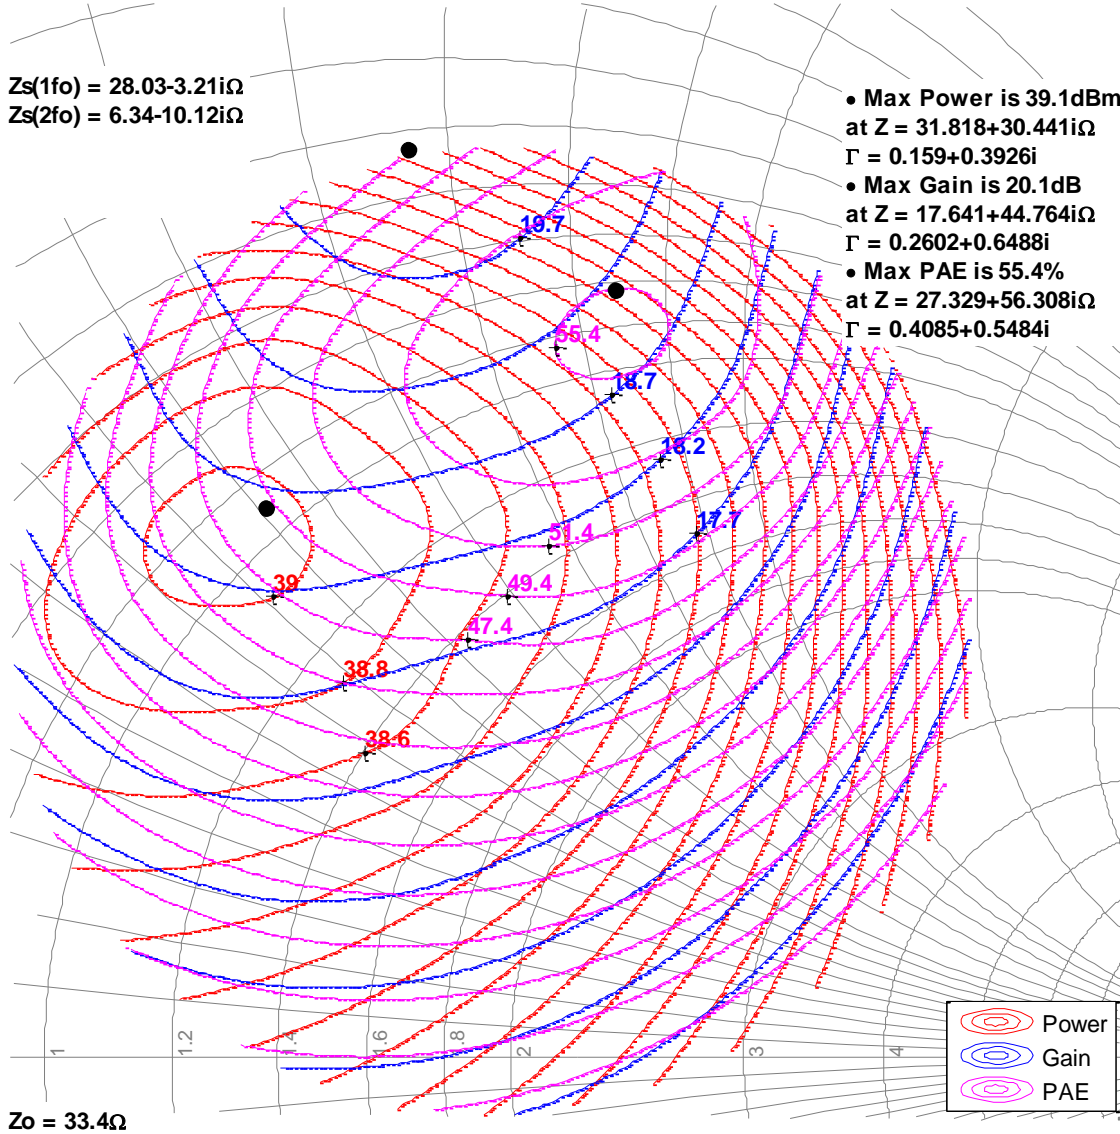 Zs(1fo) = 28.03-3.21iΩ
Zs(2fo) = 6.34-10.12iΩ
• Max Power is 39.1dBm
at Z = 31.818+30.441iΩ
Γ = 0.159+0.3926i
• Max Gain is 20.1dB
at Z = 17.641+44.764iΩ
Γ = 0.2602+0.6488i
• Max PAE is 55.4%
at Z = 27.329+56.308iΩ
Γ = 0.4085+0.5484i
19.7
55.4
18.7
18.2
17.7
51.4
39
49.4
47.4
38.8
38.6
1
1.2
1.4
1.6
1.8
2
3
4
Power
Gain
PAE
Zo = 33.4Ω